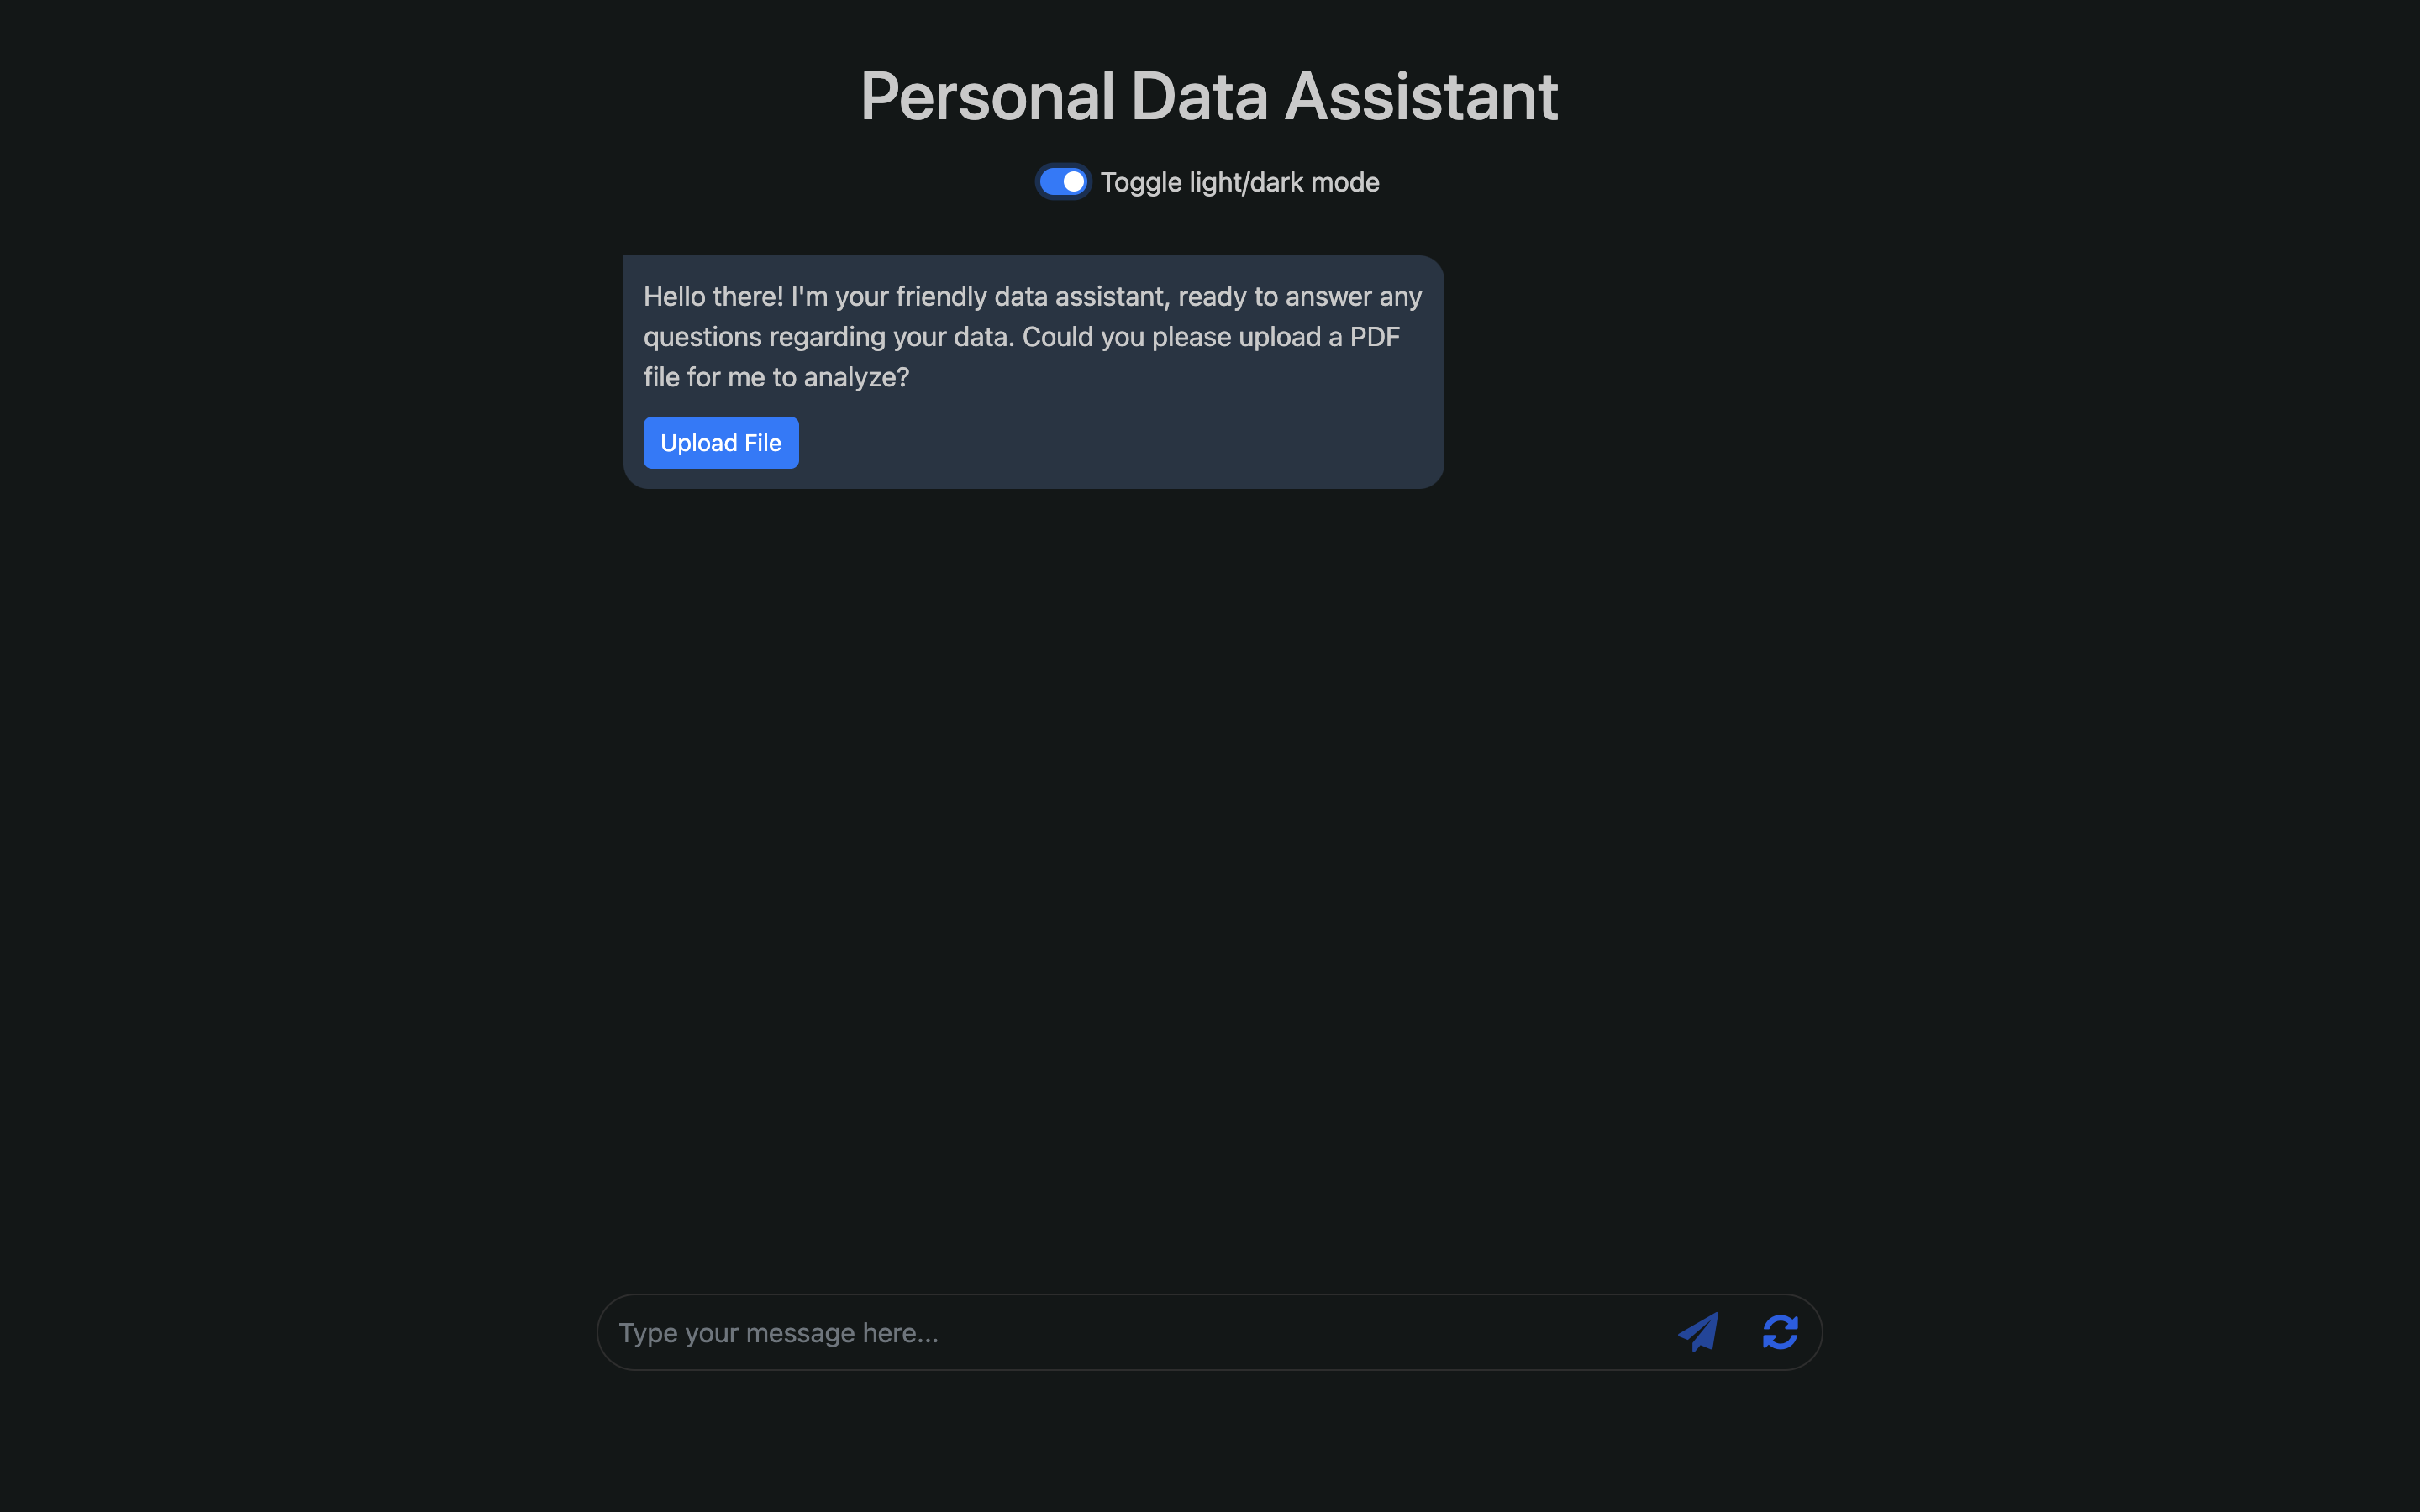 Personal Data Assistant
Toggle light/dark mode
Hello there! I'm your friendly data assistant, ready to answer any
questions regarding your data. Could you please upload a PDF
file for me to analyze?
Upload File
Type your message here...